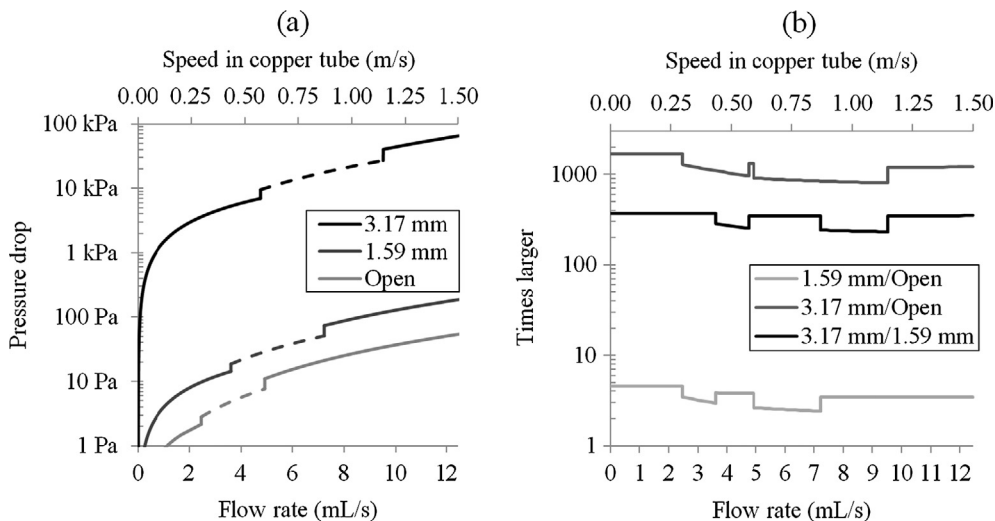 (a)
Speed in copper tube (m/s)
0.00 0.25 0.50 0.75 1.00 1.25 1.50
100 kPa
10 kPa
1 kPa
100 Pa
10 Pa
1 Pa
Pressure drop
3.17 mm
1.59 mm
Open
0 2 4 6 8 10 12
Flow rate (mL/s)
(b)
Speed in copper tube (m/s)
0.00 0.25 0.50 0.75 1.00 1.25 1.50
1000
100
10
1
Times larger
1.59 mm/Open
3.17 mm/Open
3.17 mm/1.59 mm
0 1 2 3 4 5 6 7 8 9 10 11 12
Flow rate (mL/s)